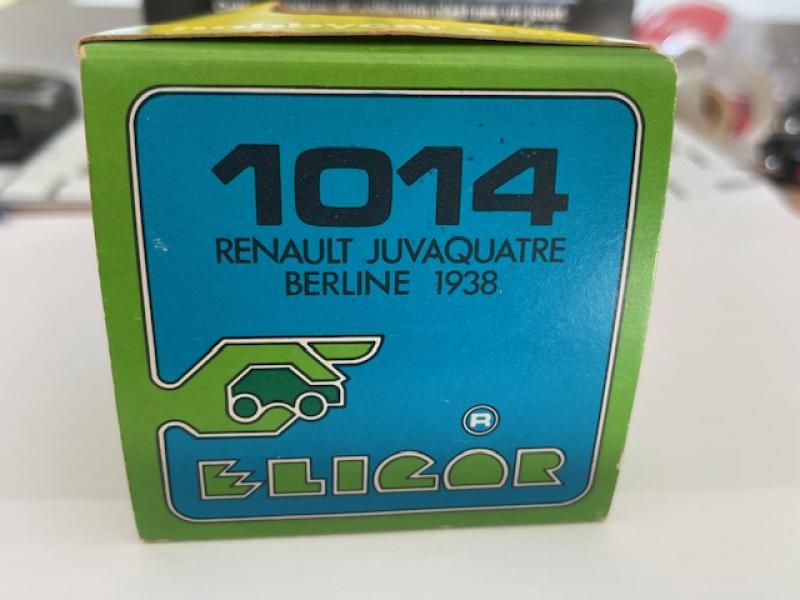 1014
RENAULT JUVAQUATRE
BERLINE 1938
R
ELIGOR